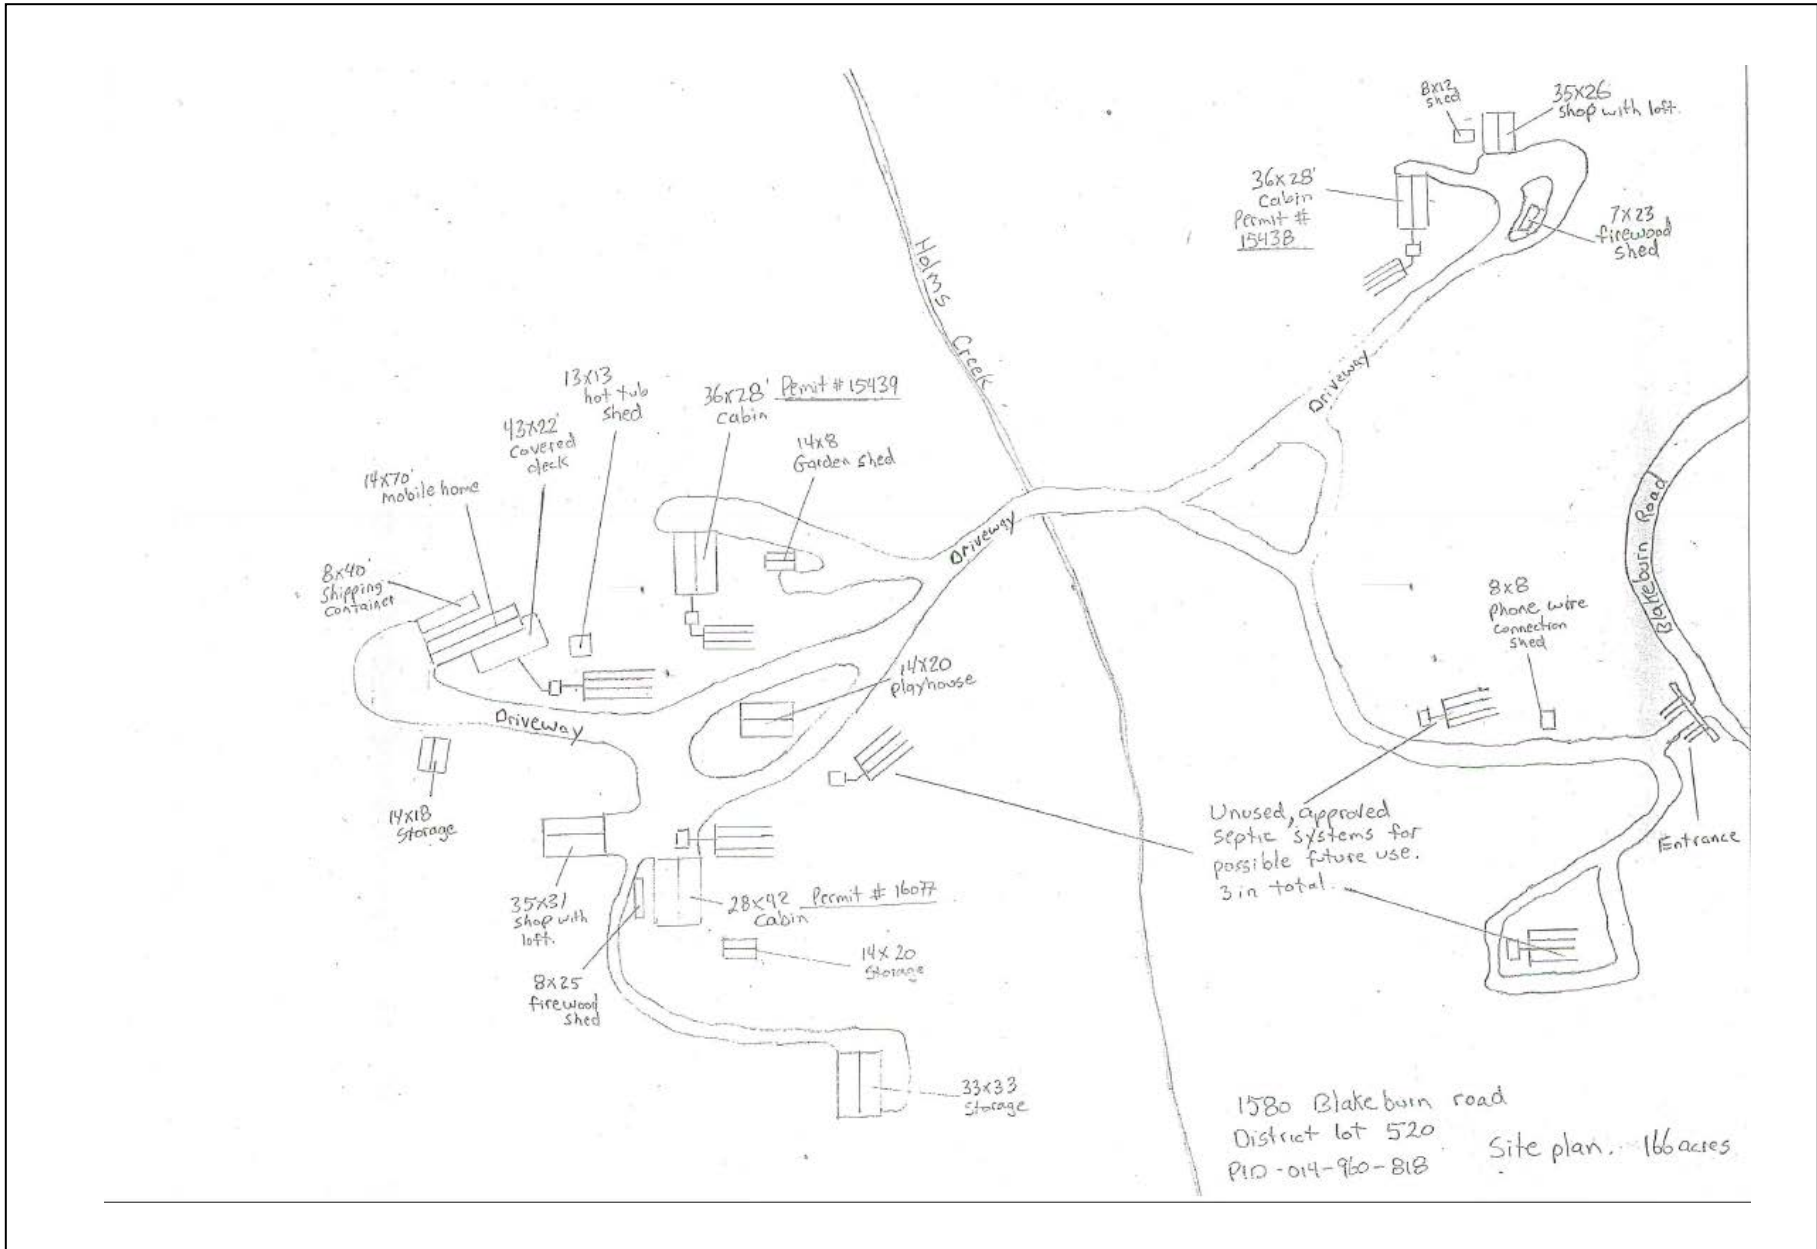 8x12
shed
35x26
shop with loft.
36x28'
Cabin
Permit #
15438
7x23
firewood
shed
Holms Creek
Driveway
Blakeburn Road
13x13
hot tub
shed
36x28' Permit # 15439
cabin
43x22'
covered
deck
14x8
Garden shed
14x70'
mobile home
Driveway
8x40'
Shipping
container
8x8
phone wire
connection
shed
14x20
playhouse
Driveway
14x18
Storage
Unused, approved
septic systems for
possible future use.
3 in total.
Entrance
35x31
shop with
loft.
28x42 Permit # 16077
Cabin
14x20
Storage
8x25
firewood
shed
33x33
Storage
1580 Blakeburn road
District lot 520
PID-014-960-818
Site plan. 166 acres